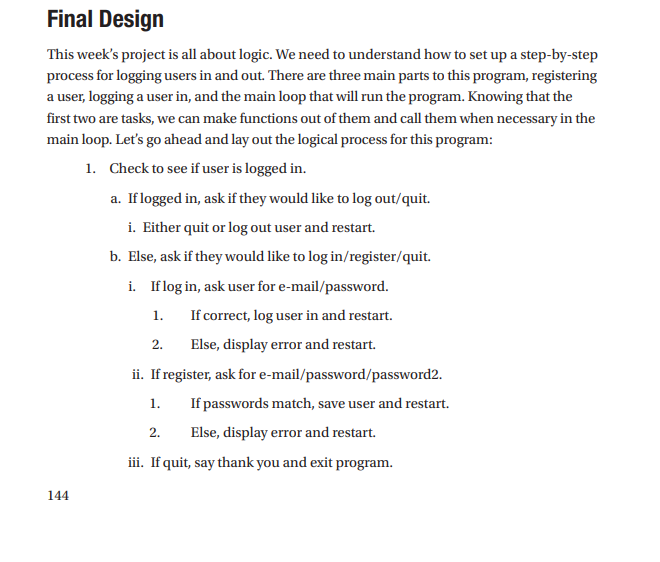 Final Design
This week's project is all about logic. We need to understand how to set up a step-by-step
process for logging users in and out. There are three main parts to this program, registering
a user, logging a user in, and the main loop that will run the program. Knowing that the
first two are tasks, we can make functions out of them and call them when necessary in the
main loop. Let's go ahead and lay out the logical process for this program:
1. Check to see if user is logged in.
a. If logged in, ask if they would like to log out/quit.
i. Either quit or log out user and restart.
b. Else, ask if they would like to log in/register/quit.
i. If log in, ask user for e-mail/password.
1. If correct, log user in and restart.
2. Else, display error and restart.
ii. If register, ask for e-mail/password/password2.
1. If passwords match, save user and restart.
2. Else, display error and restart.
iii. If quit, say thank you and exit program.
144